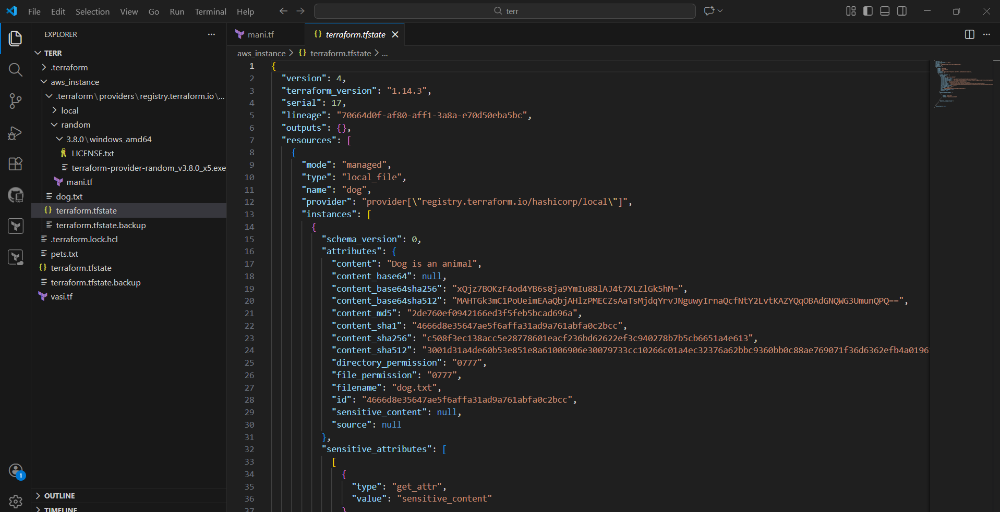 File Edit Selection View Go Run Terminal Help
terr
EXPLORER
TERR
.terraform
aws_instance
.terraform\providers\registry.terraform.io\...
local
random
3.8.0\windows_amd64
LICENSE.txt
terraform-provider-random_v3.8.0_x5.exe
mani.tf
dog.txt
terraform.tfstate
terraform.tfstate.backup
.terraform.lock.hcl
pets.txt
terraform.tfstate
terraform.tfstate.backup
vasi.tf
1
OUTLINE
TIMELINE
mani.tf
{} terraform.tfstate
aws_instance > {} terraform.tfstate > ...
1 {
2 "version": 4,
3 "terraform_version": "1.14.3",
4 "serial": 17,
5 "lineage": "70664d0f-af80-aff1-3a8a-e70d50eba5bc",
6 "outputs": {},
7 "resources": [
8 {
9 "mode": "managed",
10 "type": "local_file",
11 "name": "dog",
12 "provider": "provider[\"registry.terraform.io/hashicorp/local\"]",
13 "instances": [
14 {
15 "schema_version": 0,
16 "attributes": {
17 "content": "Dog is an animal",
18 "content_base64": null,
19 "content_base64sha256": "xQjz7BOKzF4od4YB6s8ja9YmIu88lAJ4t7XLZlGk5hM=",
20 "content_base64sha512": "MAHTGk3mC1PoUeimEAaQbjAHlzPMECZsAaTsMjdqYrvJNguwyIrnaQcfNtY2LvtKAZYQqOBAdGNQWG3UmunQPQ==",
21 "content_md5": "2de760ef0942166ed3f5feb5bcad696a",
22 "content_sha1": "4666d8e35647ae5f6affa31ad9a761abfa0c2bcc",
23 "content_sha256": "c508f3ec138acc5e28778601eacf236bd62622ef3c940278b7b5cb6651a4e613",
24 "content_sha512": "3001d31a4de60b53e851e8a61006906e30079733cc10266c01a4ec32376a62bbc9360bb0c88ae769071f36d6362efb4a0196
25 "directory_permission": "0777",
26 "file_permission": "0777",
27 "filename": "dog.txt",
28 "id": "4666d8e35647ae5f6affa31ad9a761abfa0c2bcc",
29 "sensitive_content": null,
30 "source": null
31 },
32 "sensitive_attributes": [
33 [
34 {
35 "type": "get_attr",
36 "value": "sensitive_content"
37 }